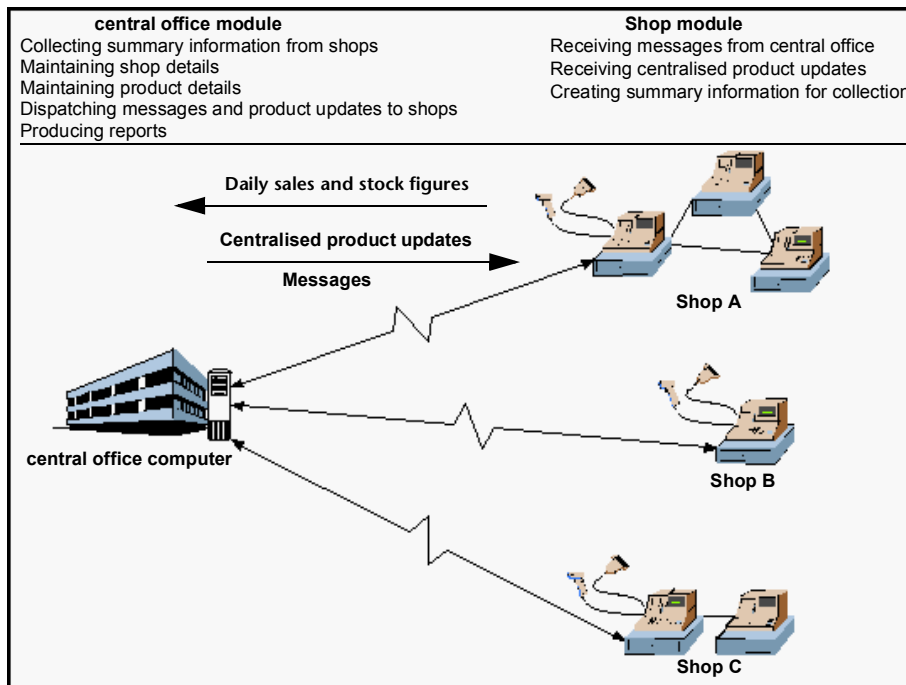 central office module
Collecting summary information from shops
Maintaining shop details
Maintaining product details
Dispatching messages and product updates to shops
Producing reports
Shop module
Receiving messages from central office
Receiving centralised product updates
Creating summary information for collection
Daily sales and stock figures
Centralised product updates
Messages
Shop A
central office computer
Shop B
Shop C